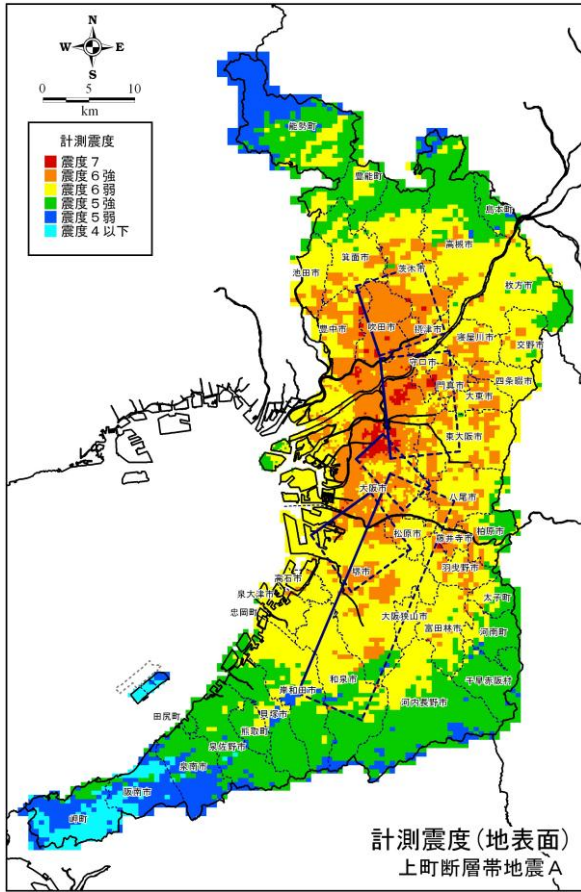 N
W E
S
0 5 10
km
計測震度
震度7
震度6強
震度6弱
震度5強
震度5弱
震度4以下
能勢町
豊能町
島本町
高槻市
箕面市
茨木市
池田市
枚方市
豊中市
吹田市
摂津市
寝屋川市
交野市
守口市
門真市
四条畷市
大東市
東大阪市
大阪市
八尾市
松原市
藤井寺市
柏原市
羽曳野市
堺市
高石市
太子町
泉大津市
忠岡町
大阪狭山市
富田林市
河南町
和泉市
千早赤阪村
岸和田市
河内長野市
貝塚市
田尻町
熊取町
泉佐野市
泉南市
阪南市
岬町
計測震度(地表面)
上町断層帯地震A